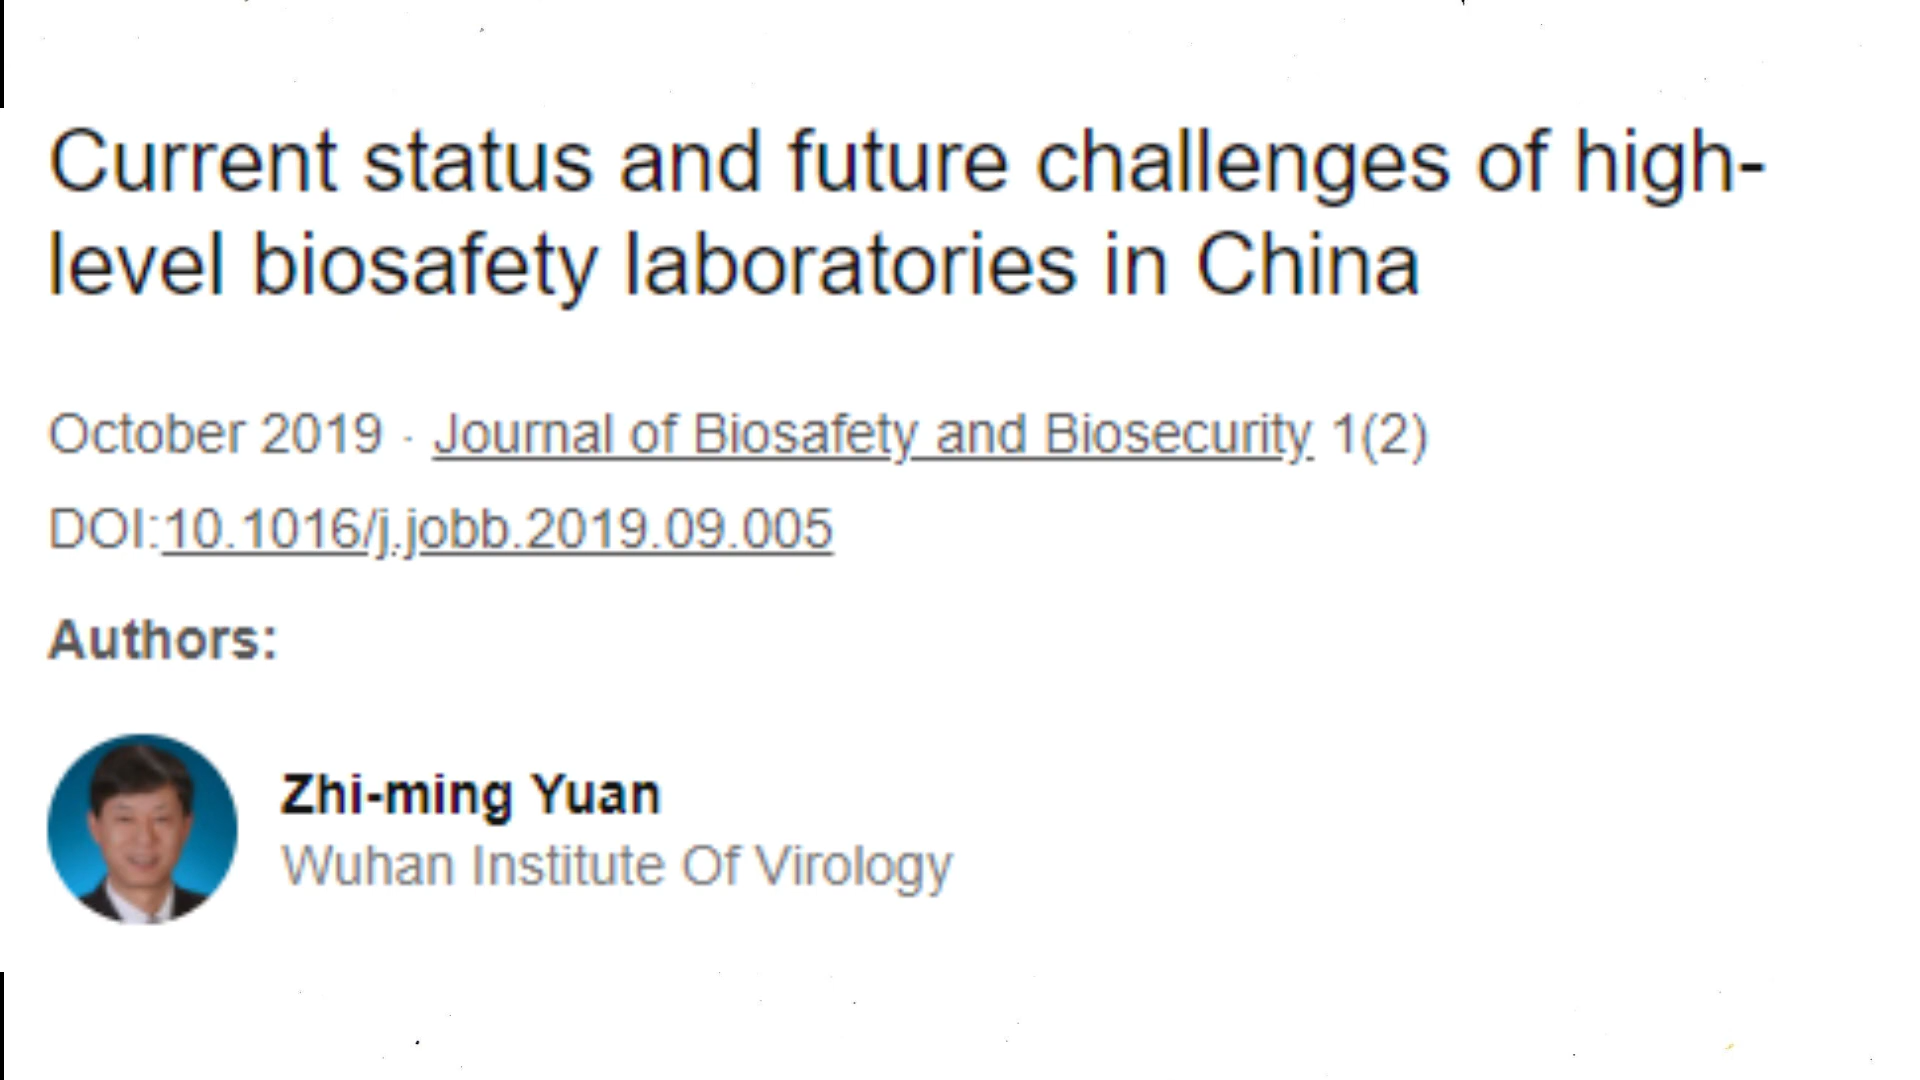 Current status and future challenges of high-
level biosafety laboratories in China
October 2019 · Journal of Biosafety and Biosecurity 1(2)
DOI:10.1016/j.jobb.2019.09.005
Authors:
Zhi-ming Yuan
Wuhan Institute Of Virology